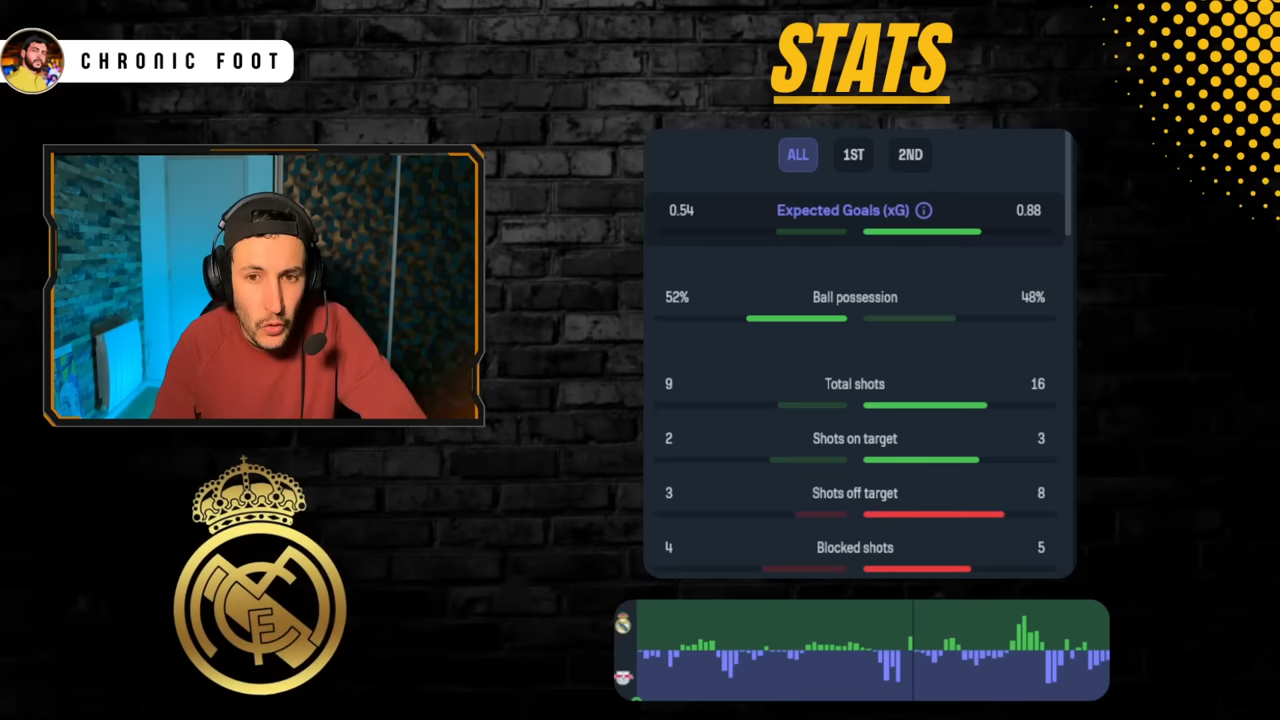 CHRONIC FOOT
STATS
ALL 1ST 2ND
0.54 Expected Goals (xG) i 0.88
52% Ball possession 48%
9 Total shots 16
2 Shots on target 3
3 Shots off target 8
4 Blocked shots 5